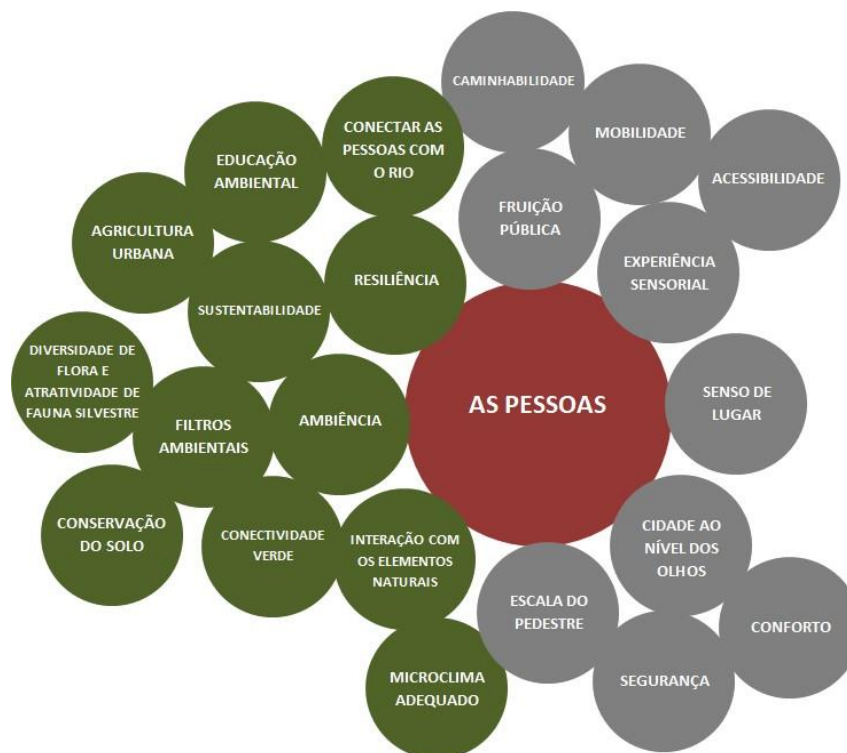 CAMINHABILIDADE
CONECTAR AS
PESSOAS COM
O RIO
MOBILIDADE
EDUCAÇÃO
AMBIENTAL
ACESSIBILIDADE
FRUIÇÃO
PÚBLICA
AGRICULTURA
URBANA
EXPERIÊNCIA
SENSORIAL
RESILIÊNCIA
SUSTENTABILIDADE
DIVERSIDADE DE
FLORA E
ATRATIVIDADE DE
FAUNA SILVESTRE
AS PESSOAS
SENSO DE
LUGAR
FILTROS
AMBIENTAIS
AMBIÊNCIA
CONSERVAÇÃO
DO SOLO
CONECTIVIDADE
VERDE
INTERAÇÃO COM
OS ELEMENTOS
NATURAIS
CIDADE AO
NÍVEL DOS
OLHOS
ESCALA DO
PEDESTRE
CONFORTO
MICROCLIMA
ADEQUADO
SEGURANÇA